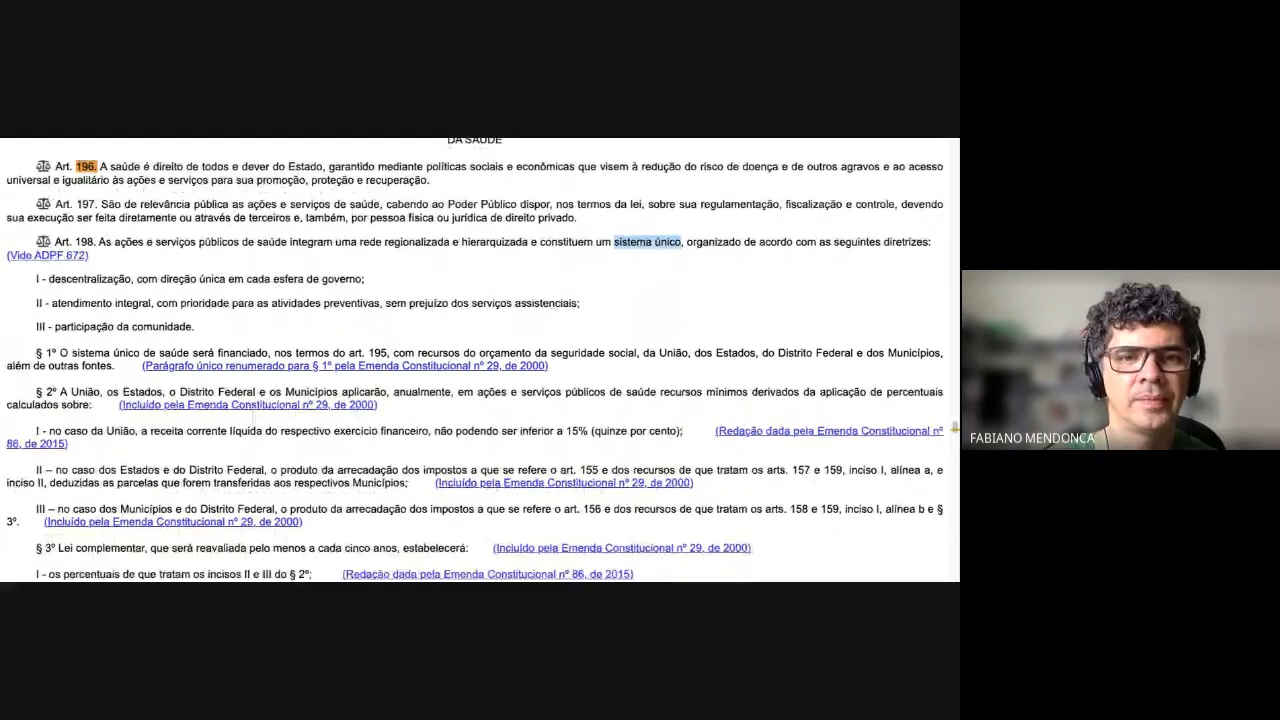 DA SAÚDE
Art. 196. A saúde é direito de todos e dever do Estado, garantido mediante políticas sociais e econômicas que visem à redução do risco de doença e de outros agravos e ao acesso
universal e igualitário às ações e serviços para sua promoção, proteção e recuperação.
Art. 197. São de relevância pública as ações e serviços de saúde, cabendo ao Poder Público dispor, nos termos da lei, sobre sua regulamentação, fiscalização e controle, devendo
sua execução ser feita diretamente ou através de terceiros e, também, por pessoa física ou jurídica de direito privado.
Art. 198. As ações e serviços públicos de saúde integram uma rede regionalizada e hierarquizada e constituem um sistema único, organizado de acordo com as seguintes diretrizes:
(Vide ADPF 672)
I - descentralização, com direção única em cada esfera de governo;
II - atendimento integral, com prioridade para as atividades preventivas, sem prejuízo dos serviços assistenciais;
III - participação da comunidade.
§ 1º O sistema único de saúde será financiado, nos termos do art. 195, com recursos do orçamento da seguridade social, da União, dos Estados, do Distrito Federal e dos Municípios,
além de outras fontes. (Parágrafo único renumerado para § 1º pela Emenda Constitucional nº 29, de 2000)
§ 2º A União, os Estados, o Distrito Federal e os Municípios aplicarão, anualmente, em ações e serviços públicos de saúde recursos mínimos derivados da aplicação de percentuais
calculados sobre: (Incluído pela Emenda Constitucional nº 29, de 2000)
I - no caso da União, a receita corrente líquida do respectivo exercício financeiro, não podendo ser inferior a 15% (quinze por cento); (Redação dada pela Emenda Constitucional nº
86, de 2015)
II – no caso dos Estados e do Distrito Federal, o produto da arrecadação dos impostos a que se refere o art. 155 e dos recursos de que tratam os arts. 157 e 159, inciso I, alínea a, e
inciso II, deduzidas as parcelas que forem transferidas aos respectivos Municípios; (Incluído pela Emenda Constitucional nº 29, de 2000)
III – no caso dos Municípios e do Distrito Federal, o produto da arrecadação dos impostos a que se refere o art. 156 e dos recursos de que tratam os arts. 158 e 159, inciso I, alínea b e §
3º. (Incluído pela Emenda Constitucional nº 29, de 2000)
§ 3º Lei complementar, que será reavaliada pelo menos a cada cinco anos, estabelecerá: (Incluído pela Emenda Constitucional nº 29, de 2000)
I - os percentuais de que tratam os incisos II e III do § 2º; (Redação dada pela Emenda Constitucional nº 86, de 2015)
FABIANO MENDONCA